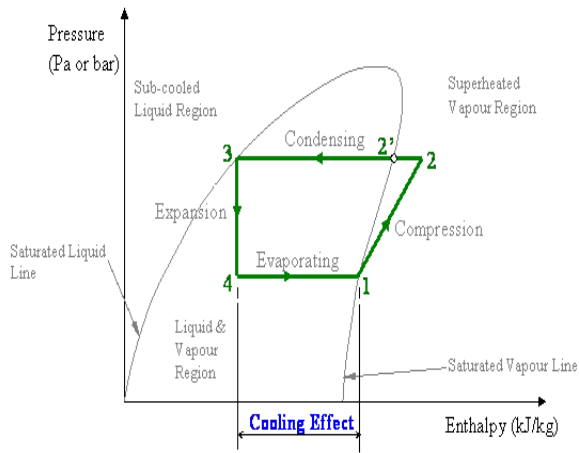 Pressure
(Pa or bar)
Sub-cooled
Liquid Region
Superheated
Vapour Region
Condensing
3
2'
2
Expansion
Compression
Saturated Liquid
Line
Evaporating
4
1
Liquid &
Vapour
Region
Saturated Vapour Line
Cooling Effect
Enthalpy (kJ/kg)